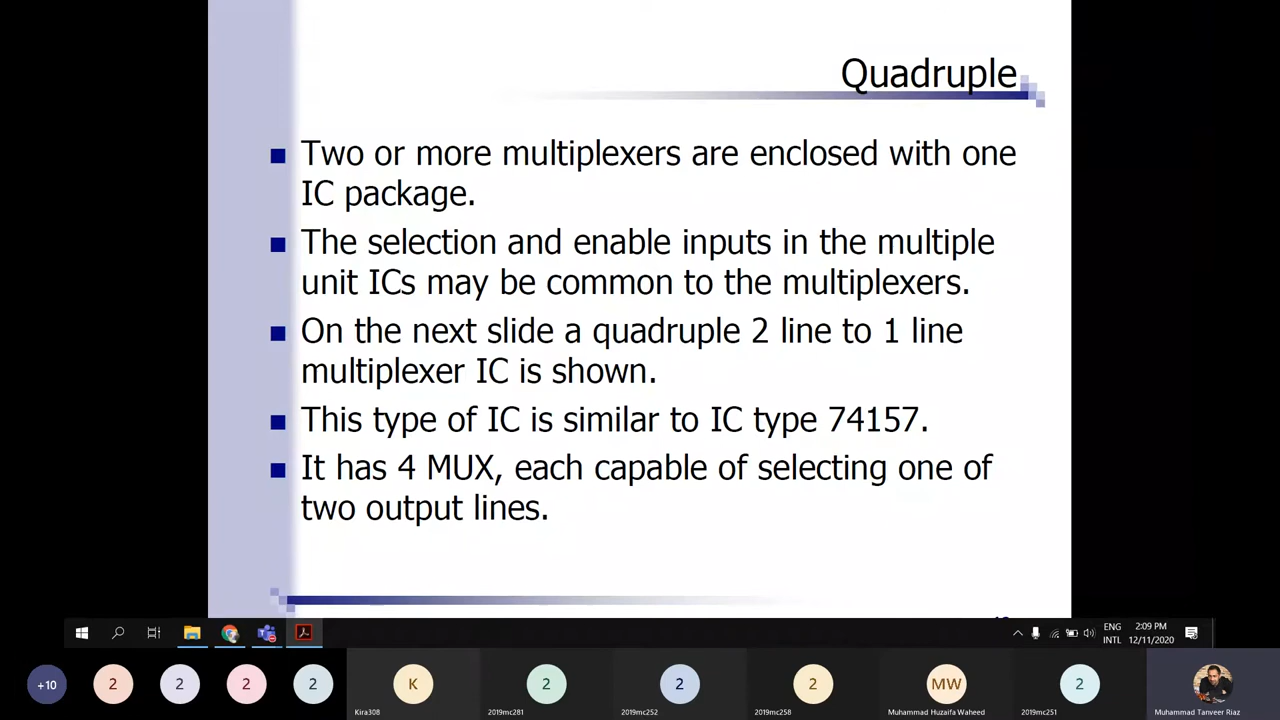 Quadruple
Two or more multiplexers are enclosed with one
IC package.
The selection and enable inputs in the multiple
unit ICs may be common to the multiplexers.
On the next slide a quadruple 2 line to 1 line
multiplexer IC is shown.
This type of IC is similar to IC type 74157.
It has 4 MUX, each capable of selecting one of
two output lines.
ENG
INTL
2:09 PM
12/11/2020
+10
2
2
2
2
K
2
2
2
MW
2
Kira308
2019mc281
2019mc252
2019mc258
Muhammad Huzaifa Waheed
2019mc251
Muhammad Tanveer Riaz